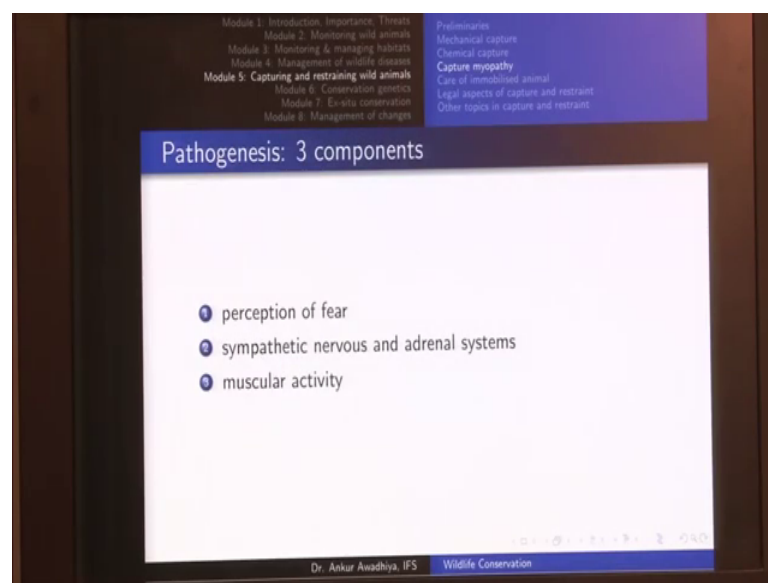 Module 1: Introduction, Importance, Threats
Module 2: Monitoring wild animals
Module 3: Monitoring & managing habitats
Module 4: Management of wildlife diseases
Module 5: Capturing and restraining wild animals
Module 6: Conservation genetics
Module 7: Ex-situ conservation
Module 8: Management of changes
Preliminaries
Mechanical capture
Chemical capture
Capture myopathy
Care of immobilised animal
Legal aspects of capture and restraint
Other topics in capture and restraint
Pathogenesis: 3 components
1 perception of fear
2 sympathetic nervous and adrenal systems
3 muscular activity
Dr. Ankur Awadhiya, IFS
Wildlife Conservation